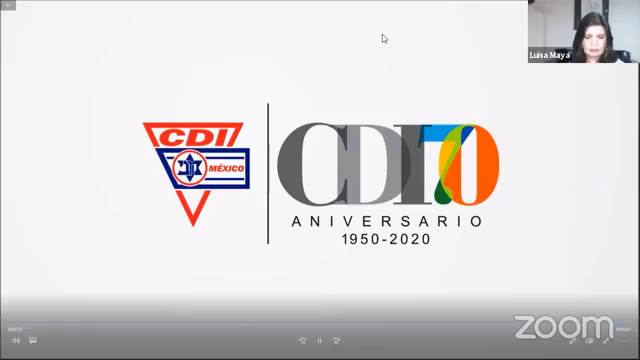 Luisa Maya
CDI
MÉXICO
CDI70
ANIVERSARIO
1950-2020
zoom